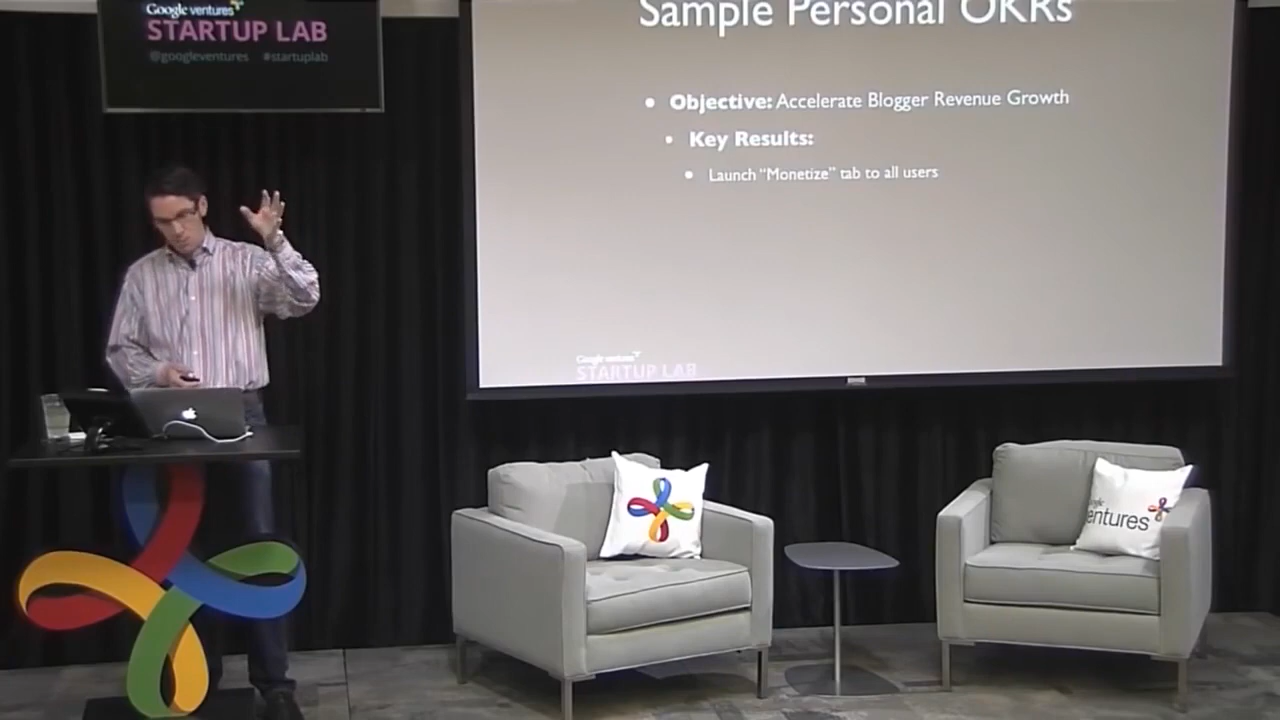 Google ventures
STARTUP LAB
@googleventures #startuplab
Sample Personal OKRs
• Objective: Accelerate Blogger Revenue Growth
• Key Results:
• Launch “Monetize” tab to all users
Google ventures
STARTUP LAB
entures